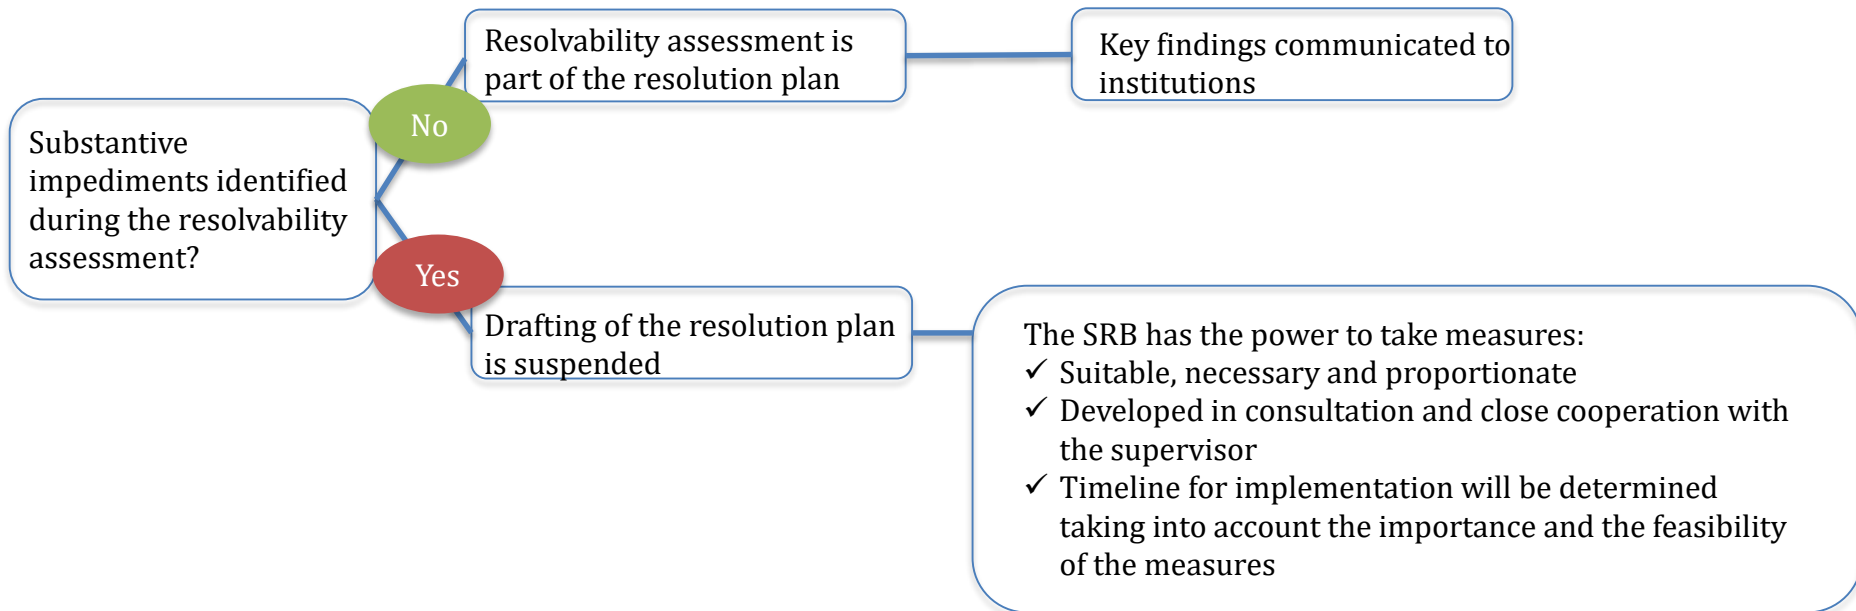 Substantive
impediments identified
during the resolvability
assessment?
No
Resolvability assessment is
part of the resolution plan
Key findings communicated to
institutions
Yes
Drafting of the resolution plan
is suspended
The SRB has the power to take measures:
✓ Suitable, necessary and proportionate
✓ Developed in consultation and close cooperation with
the supervisor
✓ Timeline for implementation will be determined
taking into account the importance and the feasibility
of the measures